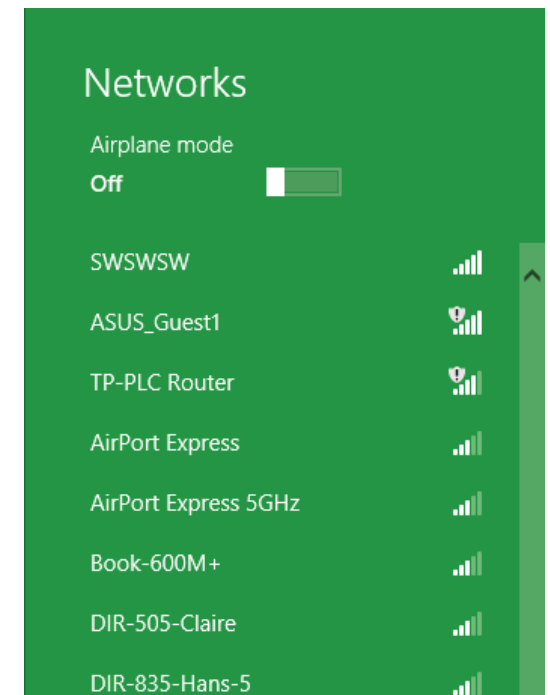 Networks
Airplane mode
Off
SWSWSW
ASUS_Guest1
TP-PLC Router
AirPort Express
AirPort Express 5GHz
Book-600M+
DIR-505-Claire
DIR-835-Hans-5